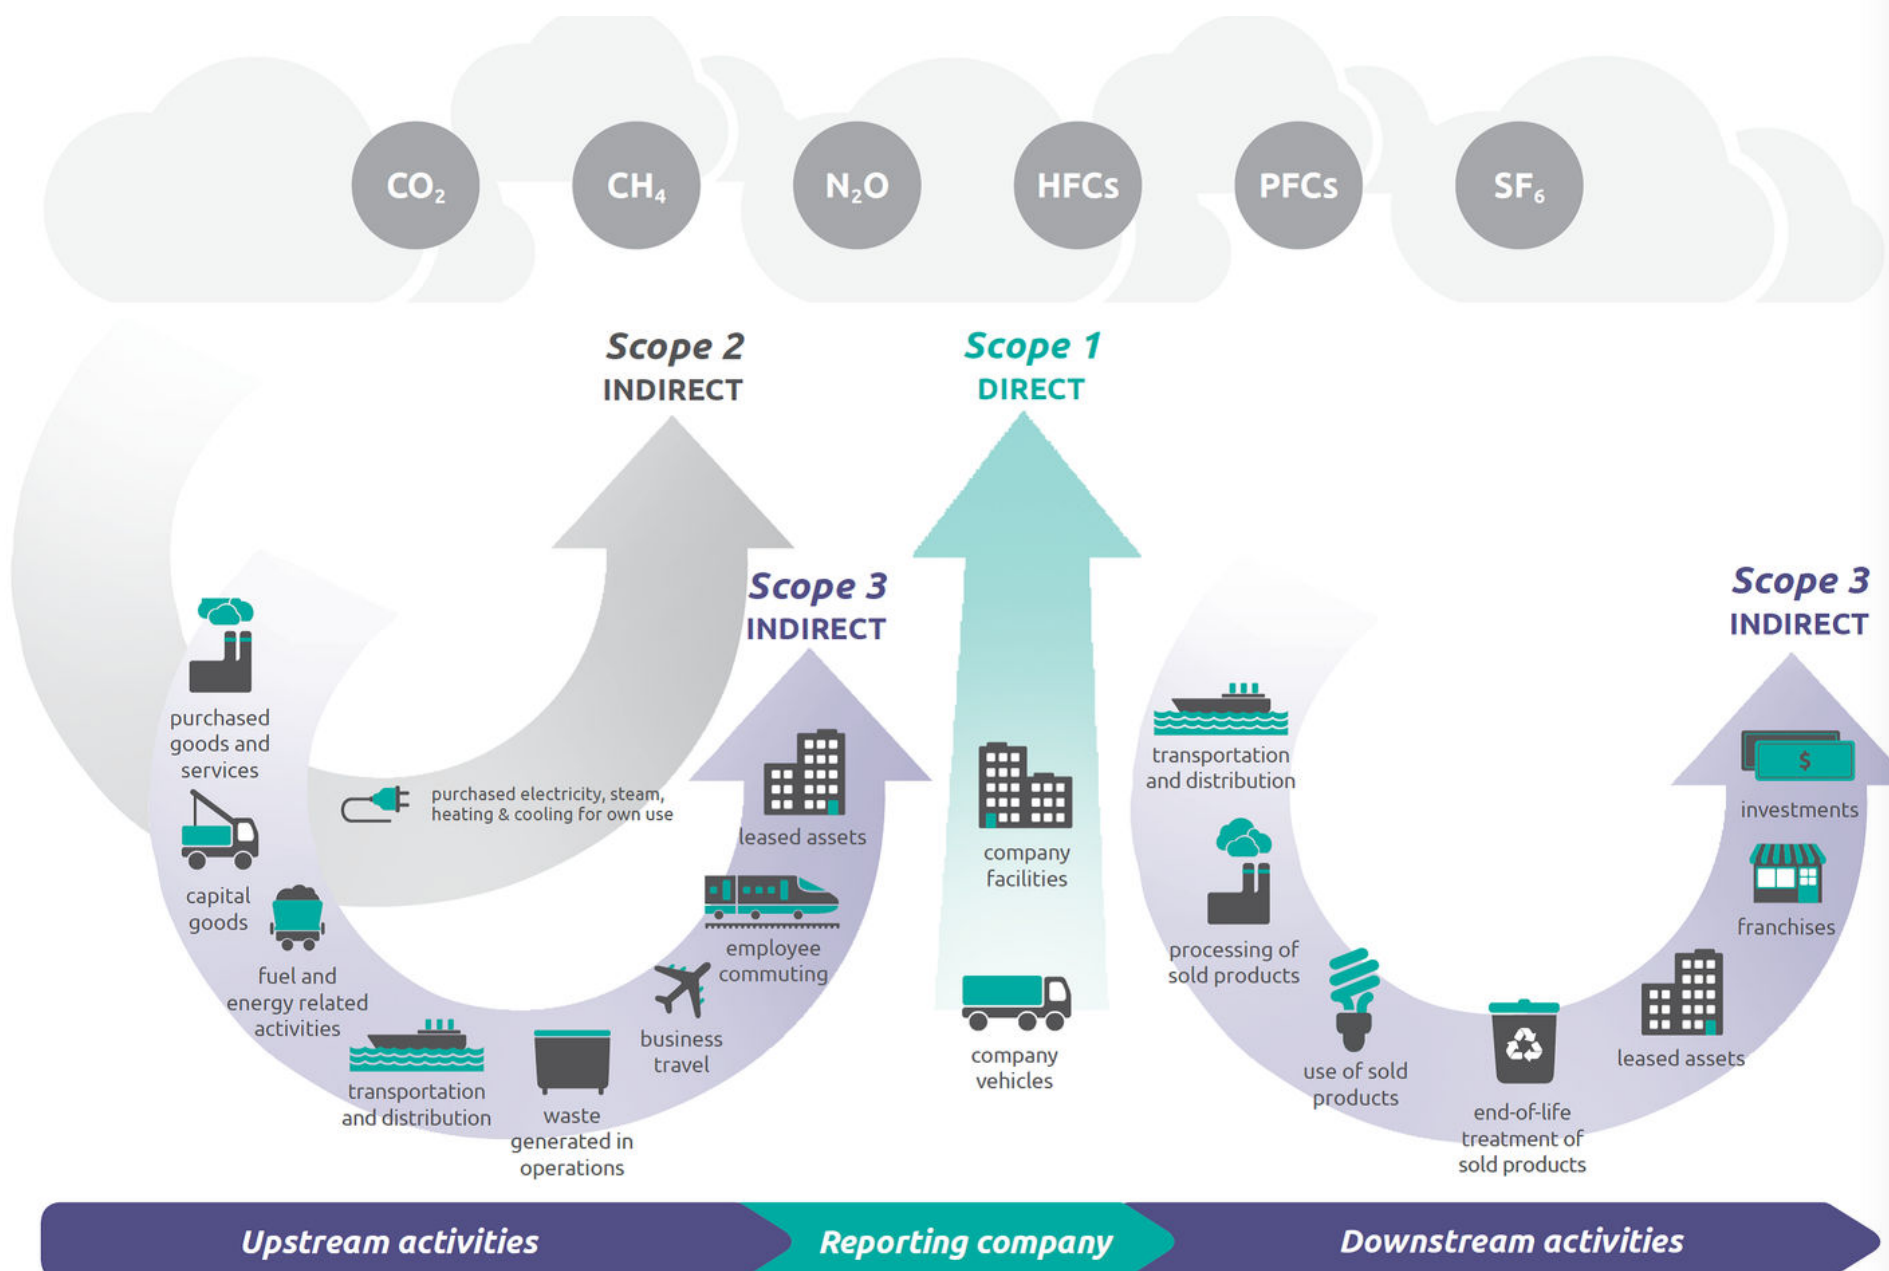 CO₂
CH₄
N₂O
HFCs
PFCs
SF₆
Scope 2
INDIRECT
Scope 1
DIRECT
Scope 3
INDIRECT
Scope 3
INDIRECT
purchased
goods and
services
capital
goods
fuel and
energy related
activities
transportation
and distribution
waste
generated in
operations
business
travel
employee
commuting
leased assets
purchased electricity, steam,
heating & cooling for own use
company
facilities
company
vehicles
transportation
and distribution
processing of
sold products
use of sold
products
end-of-life
treatment of
sold products
leased assets
franchises
investments
$
Upstream activities
Reporting company
Downstream activities